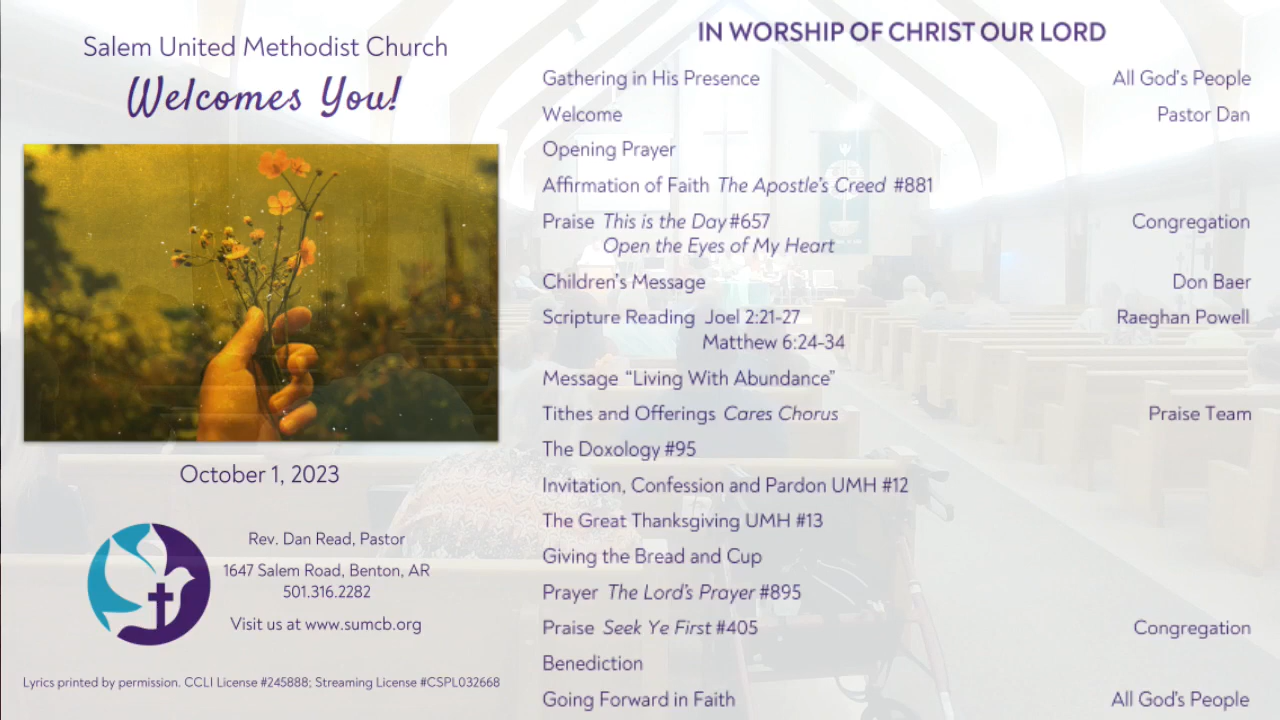 Salem United Methodist Church
Welcomes You!
October 1, 2023
Rev. Dan Read, Pastor
1647 Salem Road, Benton, AR
501.316.2282
Visit us at www.sumcb.org
Lyrics printed by permission. CCLI License #245888; Streaming License #CSPL032668
IN WORSHIP OF CHRIST OUR LORD
Gathering in His Presence All God's People
Welcome Pastor Dan
Opening Prayer
Affirmation of Faith The Apostle's Creed #881
Praise This is the Day #657 Congregation
Open the Eyes of My Heart
Children's Message Don Baer
Scripture Reading Joel 2:21-27 Raeghan Powell
Matthew 6:24-34
Message “Living With Abundance”
Tithes and Offerings Cares Chorus Praise Team
The Doxology #95
Invitation, Confession and Pardon UMH #12
The Great Thanksgiving UMH #13
Giving the Bread and Cup
Prayer The Lord's Prayer #895
Praise Seek Ye First #405 Congregation
Benediction
Going Forward in Faith All God's People